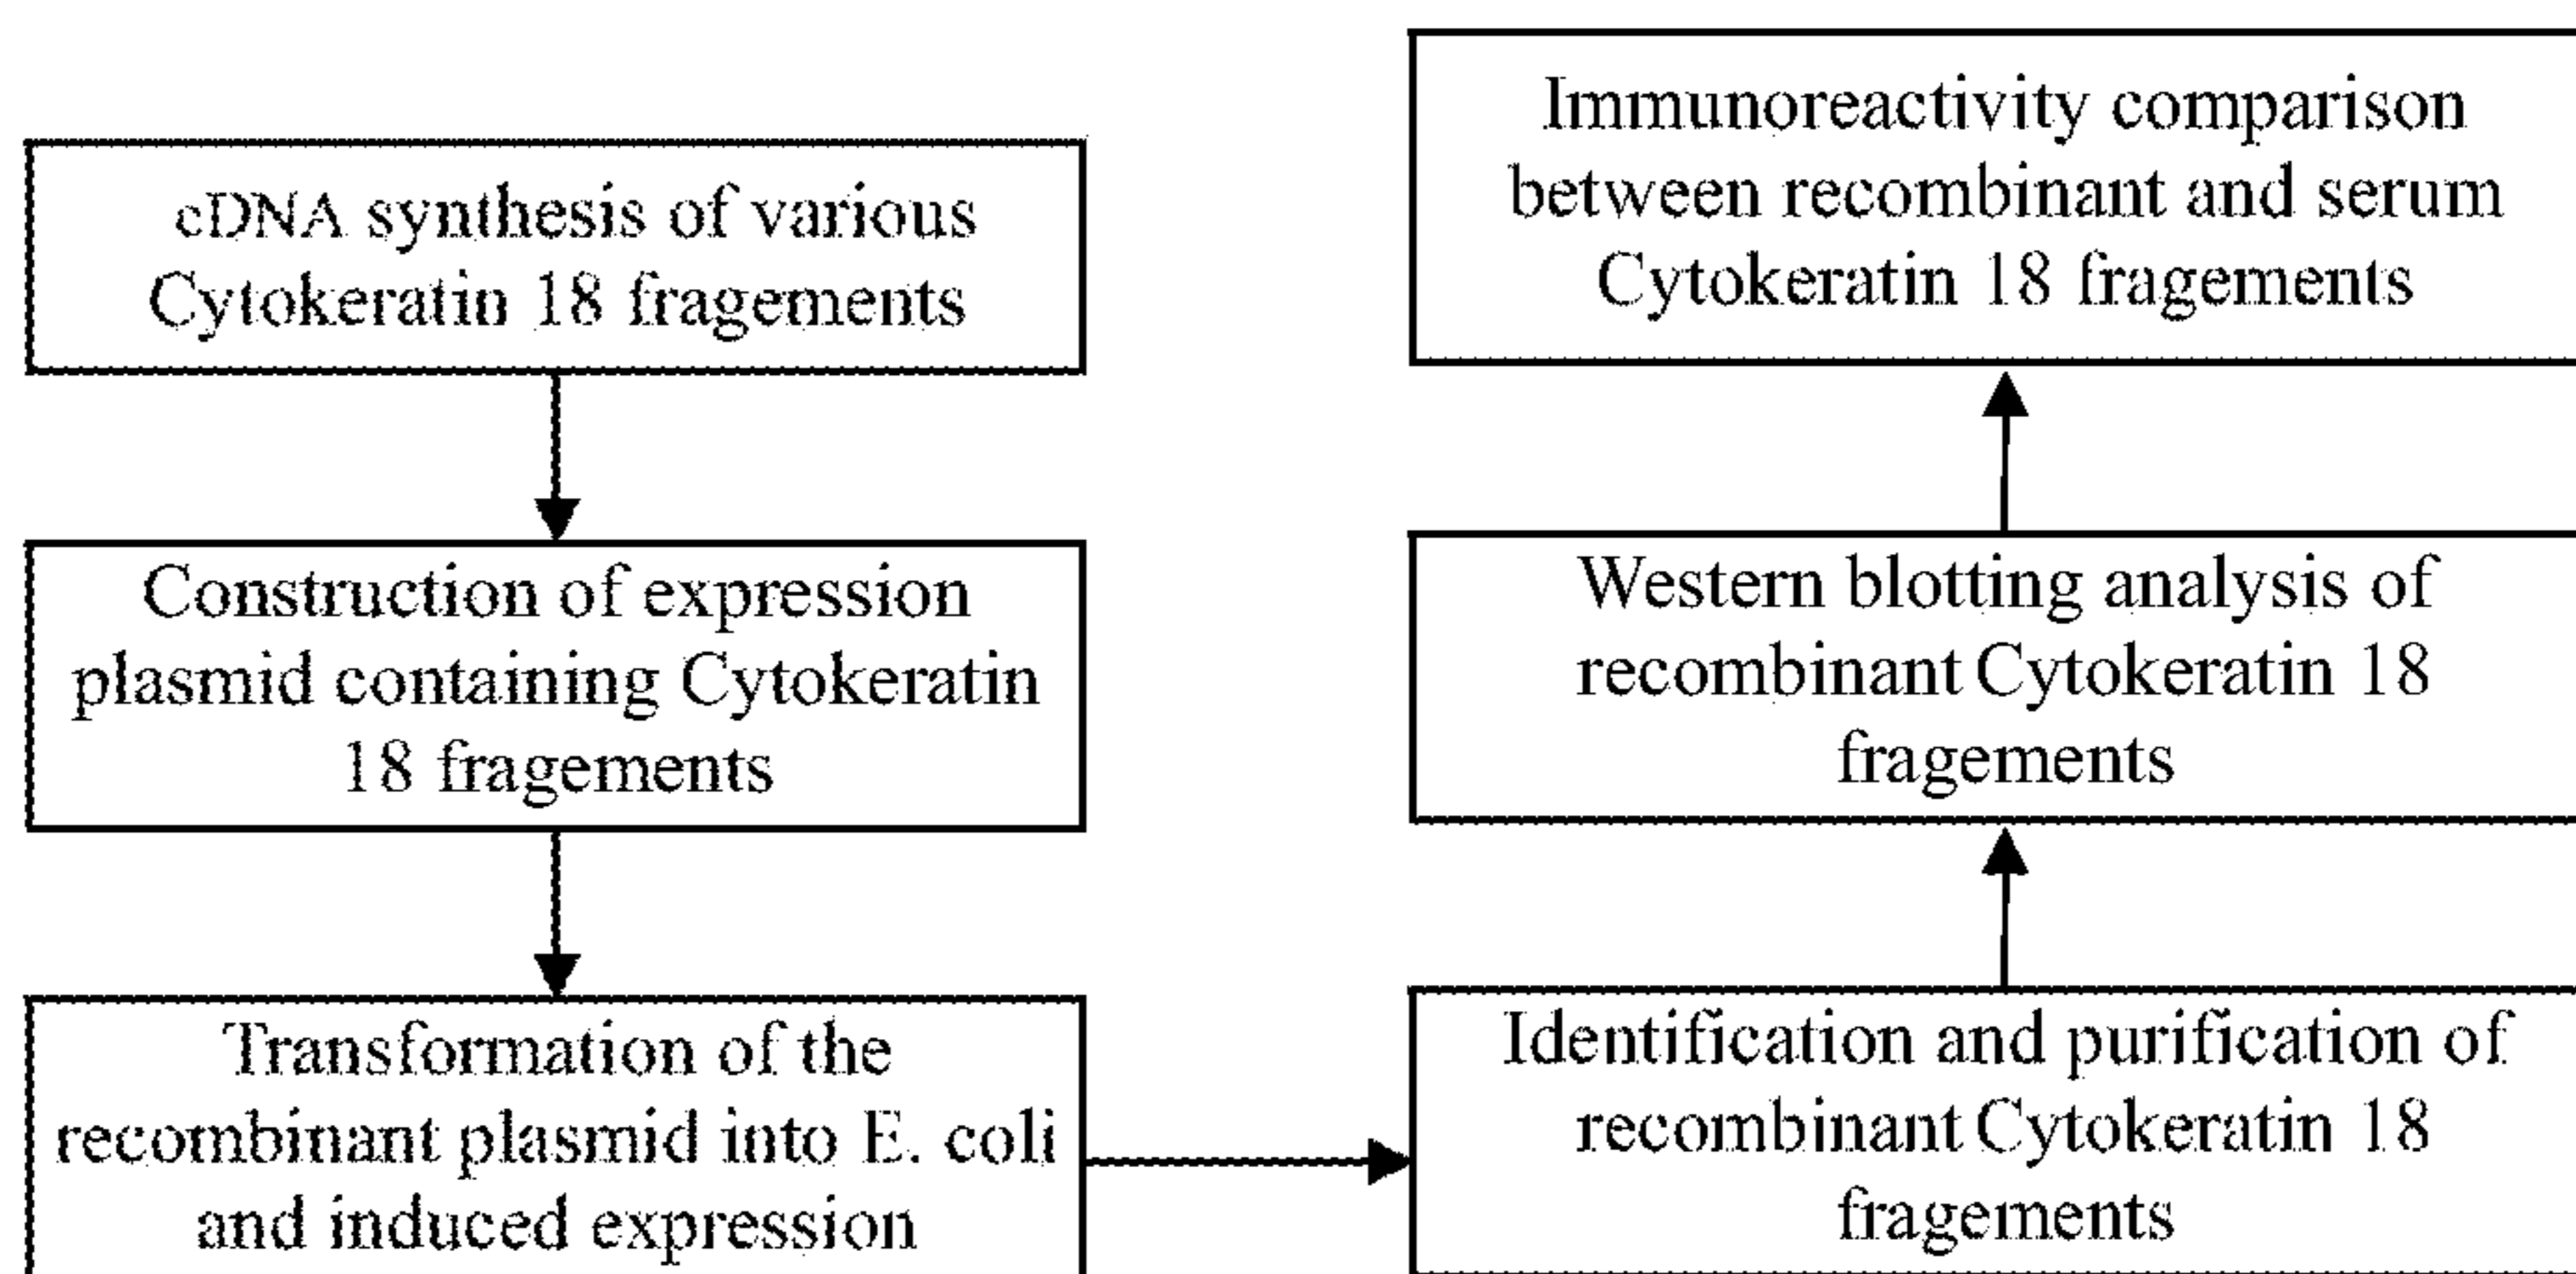 cDNA synthesis of various
Cytokeratin 18 fragements
Construction of expression
plasmid containing Cytokeratin
18 fragements
Transformation of the
recombinant plasmid into E. coli
and induced expression
Identification and purification of
recombinant Cytokeratin 18
fragements
Western blotting analysis of
recombinant Cytokeratin 18
fragements
Immunoreactivity comparison
between recombinant and serum
Cytokeratin 18 fragements